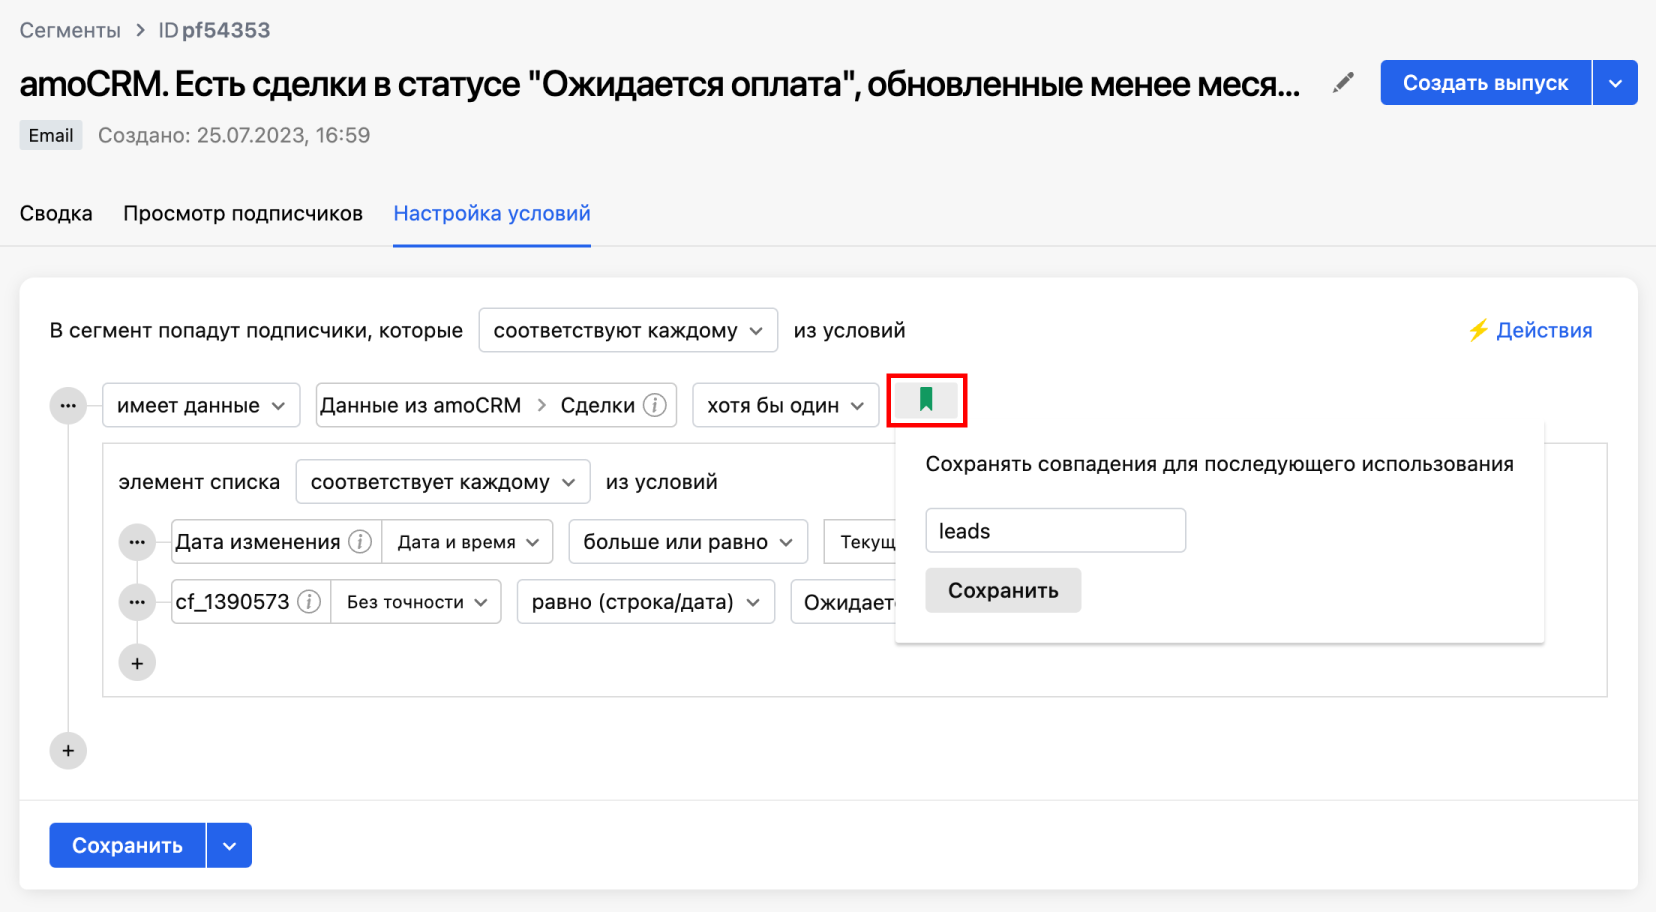 Сегменты > ID pf54353
amoCRM. Есть сделки в статусе "Ожидается оплата", обновленные менее меся...
Создать выпуск
Email Создано: 25.07.2023, 16:59
Сводка Просмотр подписчиков Настройка условий
В сегмент попадут подписчики, которые соответствуют каждому из условий
Действия
имеет данные Данные из amoCRM > Сделки хотя бы один
Сохранять совпадения для последующего использования
leads
Сохранить
элемент списка соответствует каждому из условий
Дата изменения Дата и время больше или равно Текущ
cf_1390573 Без точности равно (строка/дата) Ожидает
+
+
Сохранить